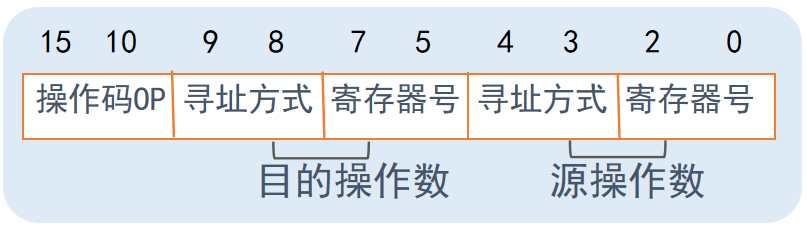 15 10 9 8 7 5 4 3 2 0
操作码OP 寻址方式 寄存器号 寻址方式 寄存器号
目的操作数 源操作数